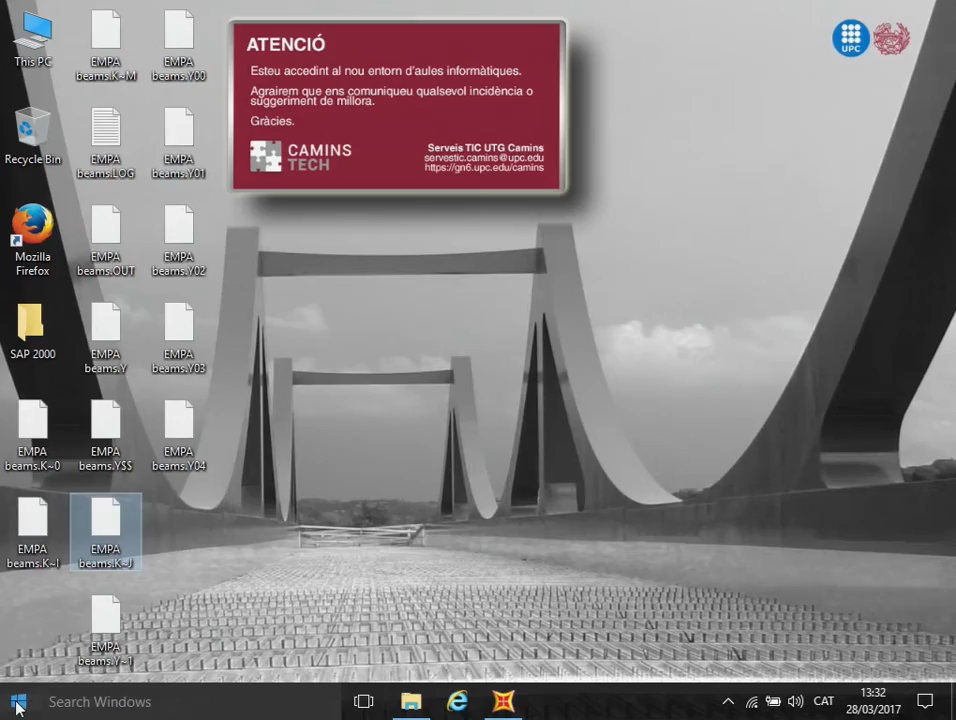 This PC
EMPA
beams.K~M
EMPA
beams.Y00
Recycle Bin
EMPA
beams.LOG
EMPA
beams.Y01
Mozilla
Firefox
EMPA
beams.OUT
EMPA
beams.Y02
SAP 2000
EMPA
beams.Y
EMPA
beams.Y03
EMPA
beams.K~0
EMPA
beams.Y$$
EMPA
beams.Y04
EMPA
beams.K~I
EMPA
beams.K~J
EMPA
beams.Y~1
ATENCIÓ
Esteu accedint al nou entorn d'aules informàtiques.
Agrairem que ens comuniqueu qualsevol incidència o
suggeriment de millora.
Gràcies.
CAMINS
TECH
Serveis TIC UTG Camins
servestic.camins@upc.edu
https://gn6.upc.edu/camins
UPC
Search Windows
CAT
13:32
28/03/2017